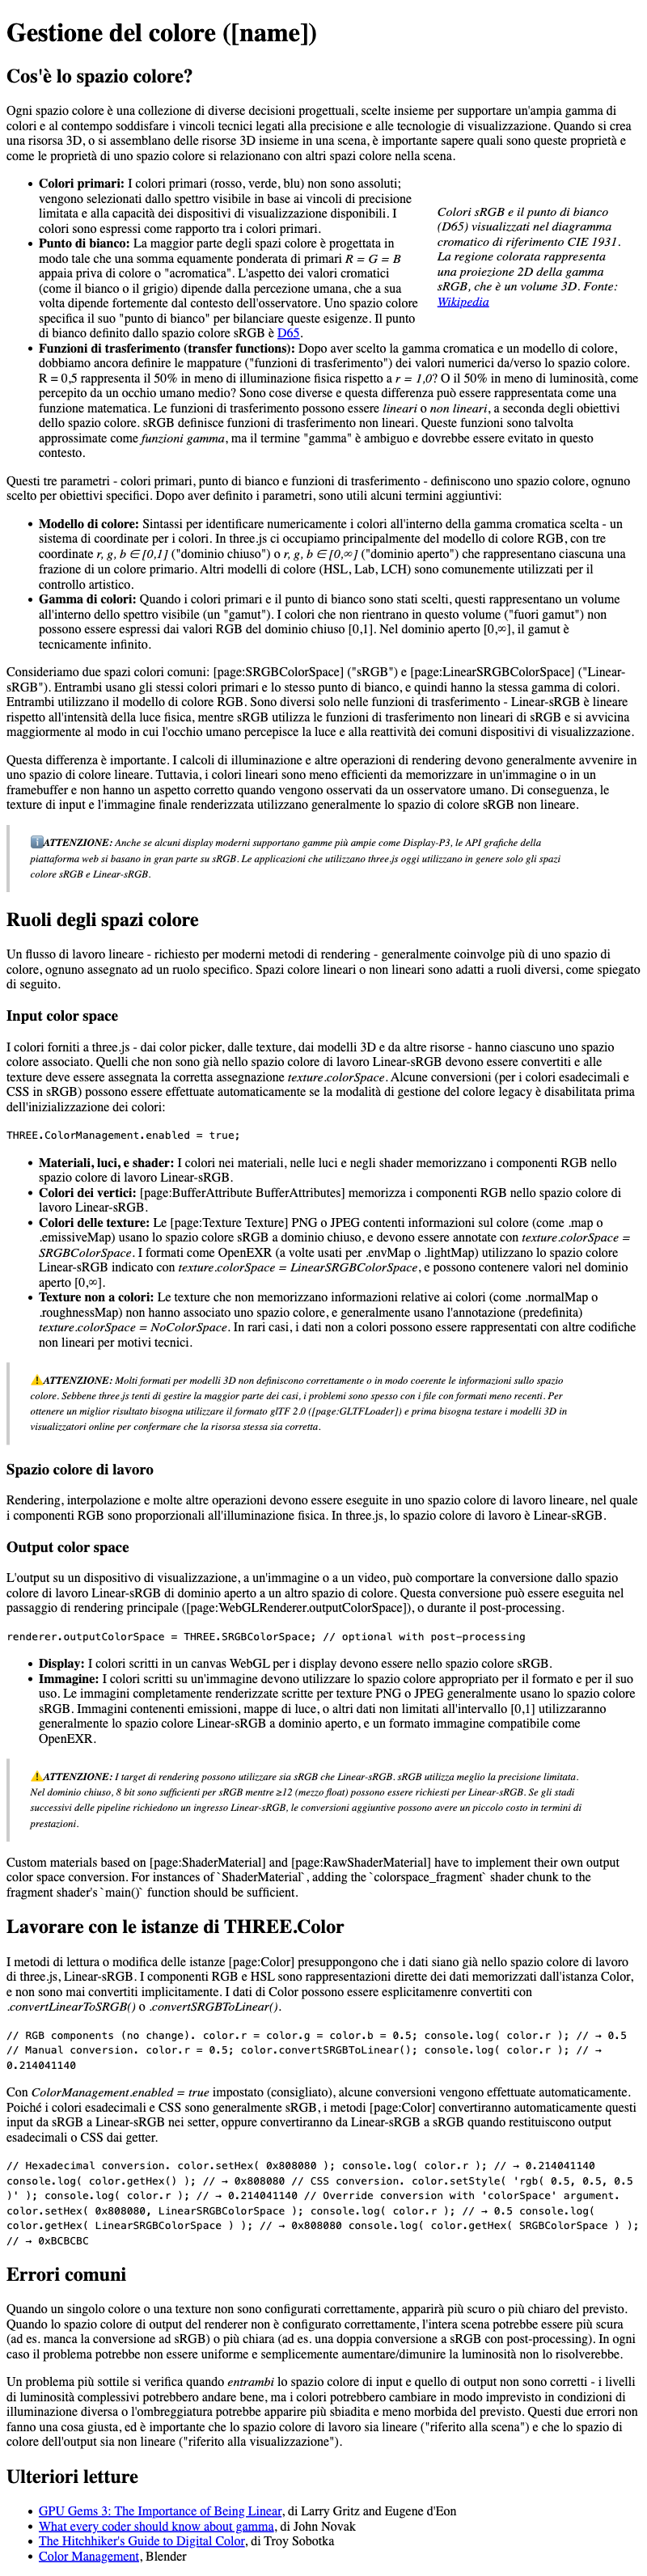 Gestione del colore ([name])
Cos'è lo spazio colore?
Ogni spazio colore è una collezione di diverse decisioni progettuali, scelte insieme per supportare un'ampia gamma di
colori e al contempo soddisfare i vincoli tecnici legati alla precisione e alle tecnologie di visualizzazione. Quando si crea
una risorsa 3D, o si assemblano delle risorse 3D insieme in una scena, è importante sapere quali sono queste proprietà e
come le proprietà di uno spazio colore si relazionano con altri spazi colore nella scena.
• Colori primari: I colori primari (rosso, verde, blu) non sono assoluti;
vengono selezionati dallo spettro visibile in base ai vincoli di precisione
limitata e alla capacità dei dispositivi di visualizzazione disponibili. I
colori sono espressi come rapporto tra i colori primari.
• Punto di bianco: La maggior parte degli spazi colore è progettata in
modo tale che una somma equamente ponderata di primari R = G = B
appaia priva di colore o "acromatica". L'aspetto dei valori cromatici
(come il bianco o il grigio) dipende dalla percezione umana, che a sua
volta dipende fortemente dal contesto dell'osservatore. Uno spazio colore
specifica il suo "punto di bianco" per bilanciare queste esigenze. Il punto
di bianco definito dallo spazio colore sRGB è D65.
Colori sRGB e il punto di bianco
(D65) visualizzati nel diagramma
cromatico di riferimento CIE 1931.
La regione colorata rappresenta
una proiezione 2D della gamma
sRGB, che è un volume 3D. Fonte:
Wikipedia
• Funzioni di trasferimento (transfer functions): Dopo aver scelto la gamma cromatica e un modello di colore,
dobbiamo ancora definire le mappature ("funzioni di trasferimento") dei valori numerici da/verso lo spazio colore.
R = 0,5 rappresenta il 50% in meno di illuminazione fisica rispetto a r = 1,0? O il 50% in meno di luminosità, come
percepito da un occhio umano medio? Sono cose diverse e questa differenza può essere rappresentata come una
funzione matematica. Le funzioni di trasferimento possono essere lineari o non lineari, a seconda degli obiettivi
dello spazio colore. sRGB definisce funzioni di trasferimento non lineari. Queste funzioni sono talvolta
approssimate come funzioni gamma, ma il termine "gamma" è ambiguo e dovrebbe essere evitato in questo
contesto.
Questi tre parametri - colori primari, punto di bianco e funzioni di trasferimento - definiscono uno spazio colore, ognuno
scelto per obiettivi specifici. Dopo aver definito i parametri, sono utili alcuni termini aggiuntivi:
• Modello di colore: Sintassi per identificare numericamente i colori all'interno della gamma cromatica scelta - un
sistema di coordinate per i colori. In three.js ci occupiamo principalmente del modello di colore RGB, con tre
coordinate r, g, b ∈ [0,1] ("dominio chiuso") o r, g, b ∈ [0,∞] ("dominio aperto") che rappresentano ciascuna una
frazione di un colore primario. Altri modelli di colore (HSL, Lab, LCH) sono comunemente utilizzati per il
controllo artistico.
• Gamma di colori: Quando i colori primari e il punto di bianco sono stati scelti, questi rappresentano un volume
all'interno dello spettro visibile (un "gamut"). I colori che non rientrano in questo volume ("fuori gamut") non
possono essere espressi dai valori RGB del dominio chiuso [0,1]. Nel dominio aperto [0,∞], il gamut è
tecnicamente infinito.
Consideriamo due spazi colori comuni: [page:SRGBColorSpace] ("sRGB") e [page:LinearSRGBColorSpace] ("Linear-
sRGB"). Entrambi usano gli stessi colori primari e lo stesso punto di bianco, e quindi hanno la stessa gamma di colori.
Entrambi utilizzano il modello di colore RGB. Sono diversi solo nelle funzioni di trasferimento - Linear-sRGB è lineare
rispetto all'intensità della luce fisica, mentre sRGB utilizza le funzioni di trasferimento non lineari di sRGB e si avvicina
maggiormente al modo in cui l'occhio umano percepisce la luce e alla reattività dei comuni dispositivi di visualizzazione.
Questa differenza è importante. I calcoli di illuminazione e altre operazioni di rendering devono generalmente avvenire in
uno spazio di colore lineare. Tuttavia, i colori lineari sono meno efficienti da memorizzare in un'immagine o in un
framebuffer e non hanno un aspetto corretto quando vengono osservati da un osservatore umano. Di conseguenza, le
texture di input e l'immagine finale renderizzata utilizzano generalmente lo spazio di colore sRGB non lineare.
ℹ️ATTENZIONE: Anche se alcuni display moderni supportano gamme più ampie come Display-P3, le API grafiche della
piattaforma web si basano in gran parte su sRGB. Le applicazioni che utilizzano three.js oggi utilizzano in genere solo gli spazi
colore sRGB e Linear-sRGB.
Ruoli degli spazi colore
Un flusso di lavoro lineare - richiesto per moderni metodi di rendering - generalmente coinvolge più di uno spazio di
colore, ognuno assegnato ad un ruolo specifico. Spazi colore lineari o non lineari sono adatti a ruoli diversi, come spiegato
di seguito.
Input color space
I colori forniti a three.js - dai color picker, dalle texture, dai modelli 3D e da altre risorse - hanno ciascuno uno spazio
colore associato. Quelli che non sono già nello spazio colore di lavoro Linear-sRGB devono essere convertiti e alle
texture deve essere assegnata la corretta assegnazione texture.colorSpace. Alcune conversioni (per i colori esadecimali e
CSS in sRGB) possono essere effettuate automaticamente se la modalità di gestione del colore legacy è disabilitata prima
dell'inizializzazione dei colori:
THREE.ColorManagement.enabled = true;
• Materiali, luci, e shader: I colori nei materiali, nelle luci e negli shader memorizzano i componenti RGB nello
spazio colore di lavoro Linear-sRGB.
• Colori dei vertici: [page:BufferAttribute BufferAttributes] memorizza i componenti RGB nello spazio colore di
lavoro Linear-sRGB.
• Colori delle texture: Le [page:Texture Texture] PNG o JPEG contenti informazioni sul colore (come .map o
.emissiveMap) usano lo spazio colore sRGB a dominio chiuso, e devono essere annotate con texture.colorSpace =
SRGBColorSpace. I formati come OpenEXR (a volte usati per .envMap o .lightMap) utilizzano lo spazio colore
Linear-sRGB indicato con texture.colorSpace = LinearSRGBColorSpace, e possono contenere valori nel dominio
aperto [0,∞].
• Texture non a colori: Le texture che non memorizzano informazioni relative ai colori (come .normalMap o
.roughnessMap) non hanno associato uno spazio colore, e generalmente usano l'annotazione (predefinita)
texture.colorSpace = NoColorSpace. In rari casi, i dati non a colori possono essere rappresentati con altre codifiche
non lineari per motivi tecnici.
⚠️ATTENZIONE: Molti formati per modelli 3D non definiscono correttamente o in modo coerente le informazioni sullo spazio
colore. Sebbene three.js tenti di gestire la maggior parte dei casi, i problemi sono spesso con i file con formati meno recenti. Per
ottenere un miglior risultato bisogna utilizzare il formato glTF 2.0 ([page:GLTFLoader]) e prima bisogna testare i modelli 3D in
visualizzatori online per confermare che la risorsa stessa sia corretta.
Spazio colore di lavoro
Rendering, interpolazione e molte altre operazioni devono essere eseguite in uno spazio colore di lavoro lineare, nel quale
i componenti RGB sono proporzionali all'illuminazione fisica. In three.js, lo spazio colore di lavoro è Linear-sRGB.
Output color space
L'output su un dispositivo di visualizzazione, a un'immagine o a un video, può comportare la conversione dallo spazio
colore di lavoro Linear-sRGB di dominio aperto a un altro spazio di colore. Questa conversione può essere eseguita nel
passaggio di rendering principale ([page:WebGLRenderer.outputColorSpace]), o durante il post-processing.
renderer.outputColorSpace = THREE.SRGBColorSpace; // optional with post-processing
• Display: I colori scritti in un canvas WebGL per i display devono essere nello spazio colore sRGB.
• Immagine: I colori scritti su un'immagine devono utilizzare lo spazio colore appropriato per il formato e per il suo
uso. Le immagini completamente renderizzate scritte per texture PNG o JPEG generalmente usano lo spazio colore
sRGB. Immagini contenenti emissioni, mappe di luce, o altri dati non limitati all'intervallo [0,1] utilizzaranno
generalmente lo spazio colore Linear-sRGB a dominio aperto, e un formato immagine compatibile come
OpenEXR.
⚠️ATTENZIONE: I target di rendering possono utilizzare sia sRGB che Linear-sRGB. sRGB utilizza meglio la precisione limitata.
Nel dominio chiuso, 8 bit sono sufficienti per sRGB mentre ≥12 (mezzo float) possono essere richiesti per Linear-sRGB. Se gli stadi
successivi delle pipeline richiedono un ingresso Linear-sRGB, le conversioni aggiuntive possono avere un piccolo costo in termini di
prestazioni.
Custom materials based on [page:ShaderMaterial] and [page:RawShaderMaterial] have to implement their own output
color space conversion. For instances of `ShaderMaterial`, adding the `colorspace_fragment` shader chunk to the
fragment shader's `main()` function should be sufficient.
Lavorare con le istanze di THREE.Color
I metodi di lettura o modifica delle istanze [page:Color] presuppongono che i dati siano già nello spazio colore di lavoro
di three.js, Linear-sRGB. I componenti RGB e HSL sono rappresentazioni dirette dei dati memorizzati dall'istanza Color,
e non sono mai convertiti implicitamente. I dati di Color possono essere esplicitamenre convertiti con
.convertLinearToSRGB() o .convertSRGBToLinear().
// RGB components (no change). color.r = color.g = color.b = 0.5; console.log( color.r ); // → 0.5
// Manual conversion. color.r = 0.5; color.convertSRGBToLinear(); console.log( color.r ); // →
0.214041140
Con ColorManagement.enabled = true impostato (consigliato), alcune conversioni vengono effettuate automaticamente.
Poiché i colori esadecimali e CSS sono generalmente sRGB, i metodi [page:Color] convertiranno automaticamente questi
input da sRGB a Linear-sRGB nei setter, oppure convertiranno da Linear-sRGB a sRGB quando restituiscono output
esadecimali o CSS dai getter.
// Hexadecimal conversion. color.setHex( 0x808080 ); console.log( color.r ); // → 0.214041140
console.log( color.getHex() ); // → 0x808080 // CSS conversion. color.setStyle( 'rgb( 0.5, 0.5, 0.5
)' ); console.log( color.r ); // → 0.214041140 // Override conversion with 'colorSpace' argument.
color.setHex( 0x808080, LinearSRGBColorSpace ); console.log( color.r ); // → 0.5 console.log(
color.getHex( LinearSRGBColorSpace ) ); // → 0x808080 console.log( color.getHex( SRGBColorSpace ) );
// → 0xBCBCBC
Errori comuni
Quando un singolo colore o una texture non sono configurati correttamente, apparirà più scuro o più chiaro del previsto.
Quando lo spazio colore di output del renderer non è configurato correttamente, l'intera scena potrebbe essere più scura
(ad es. manca la conversione ad sRGB) o più chiara (ad es. una doppia conversione a sRGB con post-processing). In ogni
caso il problema potrebbe non essere uniforme e semplicemente aumentare/dimunire la luminosità non lo risolverebbe.
Un problema più sottile si verifica quando entrambi lo spazio colore di input e quello di output non sono corretti - i livelli
di luminosità complessivi potrebbero andare bene, ma i colori potrebbero cambiare in modo imprevisto in condizioni di
illuminazione diversa o l'ombreggiatura potrebbe apparire più sbiadita e meno morbida del previsto. Questi due errori non
fanno una cosa giusta, ed è importante che lo spazio colore di lavoro sia lineare ("riferito alla scena") e che lo spazio di
colore dell'output sia non lineare ("riferito alla visualizzazione").
Ulteriori letture
• GPU Gems 3: The Importance of Being Linear, di Larry Gritz and Eugene d'Eon
• What every coder should know about gamma, di John Novak
• The Hitchhiker's Guide to Digital Color, di Troy Sobotka
• Color Management, Blender